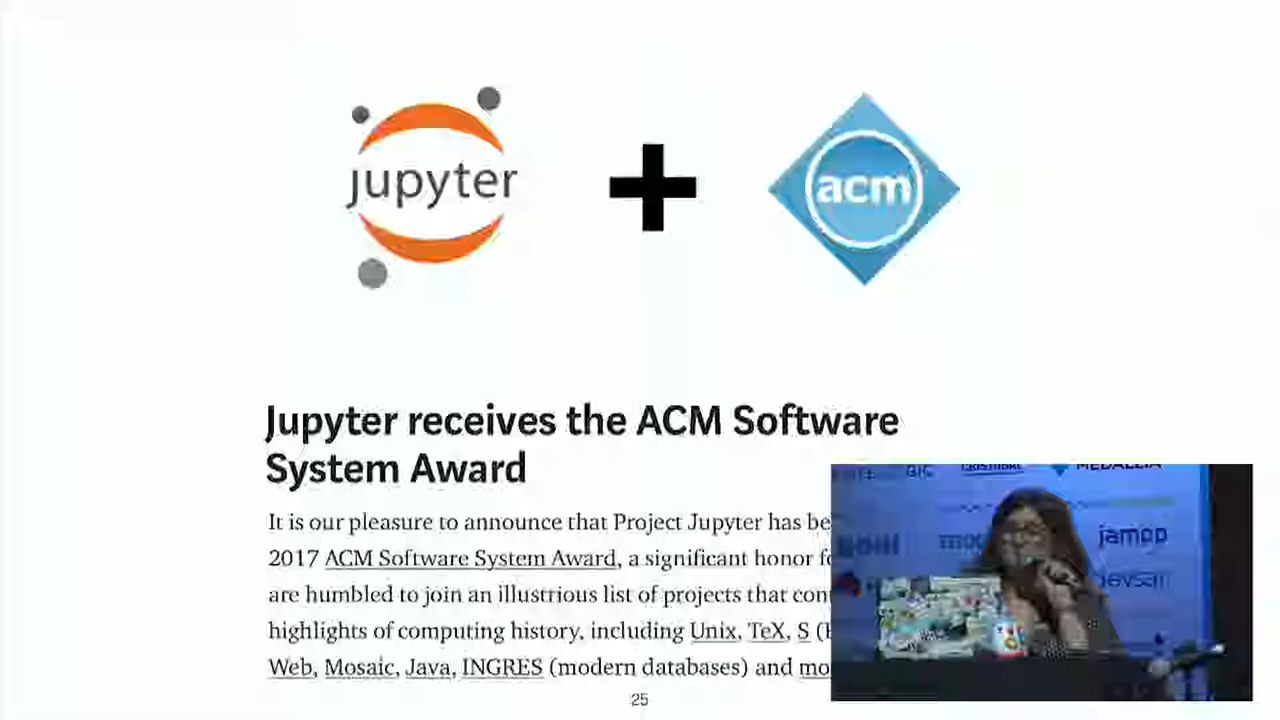 jupyter
acm
Jupyter receives the ACM Software
System Award
It is our pleasure to announce that Project Jupyter has be
2017 ACM Software System Award, a significant honor fo
are humbled to join an illustrious list of projects that con
highlights of computing history, including Unix, TeX, S (
Web, Mosaic, Java, INGRES (modern databases) and mo
25
MEDALLIA
jampp